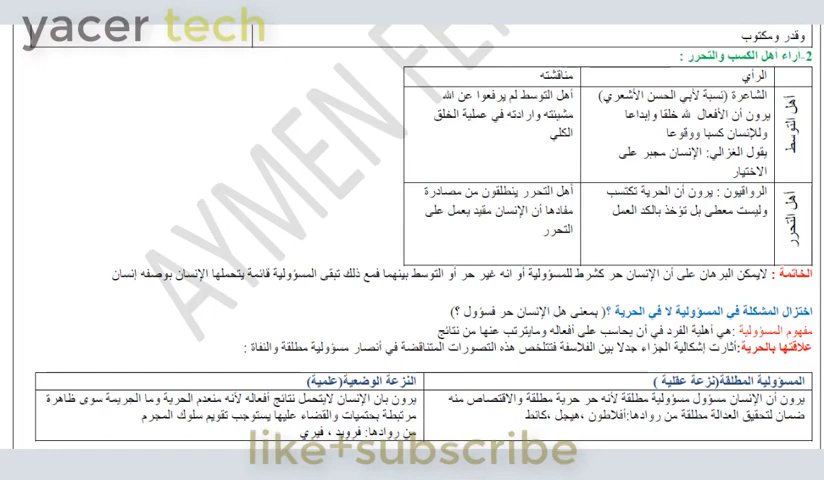 yacer tech
وقدر ومكتوب
2-آراء أهل الكسب والتحرر :
الرأي
مناقشته
أهل التوسط
الشاعرة (نسبة لأبي الحسن الأشعري)
يرون أن الأفعال لله خلقا وإبداعا
وللإنسان كسبا ووقوعا
يقول الغزالي: الإنسان مجبر على
الاختيار
أهل التوسط لم يرفعوا عن الله
مشيئته وارادته في عملية الخلق
الكلي
أهل التحرر
الرواقيون : يرون أن الحرية تكتسب
وليست معطى بل تؤخذ بالكد العمل
أهل التحرر ينطلقون من مصادرة
مفادها أن الإنسان مقيد يعمل على
التحرر
الخاتمة : لايمكن البرهان على أن الإنسان حر كشرط للمسؤولية أو انه غير حر أو التوسط بينهما فمع ذلك تبقى المسؤولية قائمة يتحملها الإنسان بوصفه إنسان
اختزال المشكلة في المسؤولية لا في الحرية ؟( بمعنى هل الإنسان حر فسؤول ؟)
مفهوم المسؤولية :هي أهلية الفرد في أن يحاسب على أفعاله ومايترتب عنها من نتائج
علاقتها بالحرية:أثارت إشكالية الجزاء جدلا بين الفلاسفة فتتلخص هذه التصورات المتناقضة في أنصار مسؤولية مطلقة والنفاة :
المسؤولية المطلقة(نزعة عقلية )
النزعة الوضعية(علمية)
يرون أن الإنسان مسؤول مسؤولية مطلقة لأنه حر حرية مطلقة والاقتصاص منه
ضمان لتحقيق العدالة مطلقة من روادها:أفلاطون ،هيجل ،كانط
يرون بان الإنسان لايتحمل نتائج أفعاله لأنه منعدم الحرية وما الجريمة سوى ظاهرة
مرتبطة بحتميات والقضاء عليها يستوجب تقويم سلوك المجرم
من روادها: فرويد ، فيري
AYMEN
like+subscribe